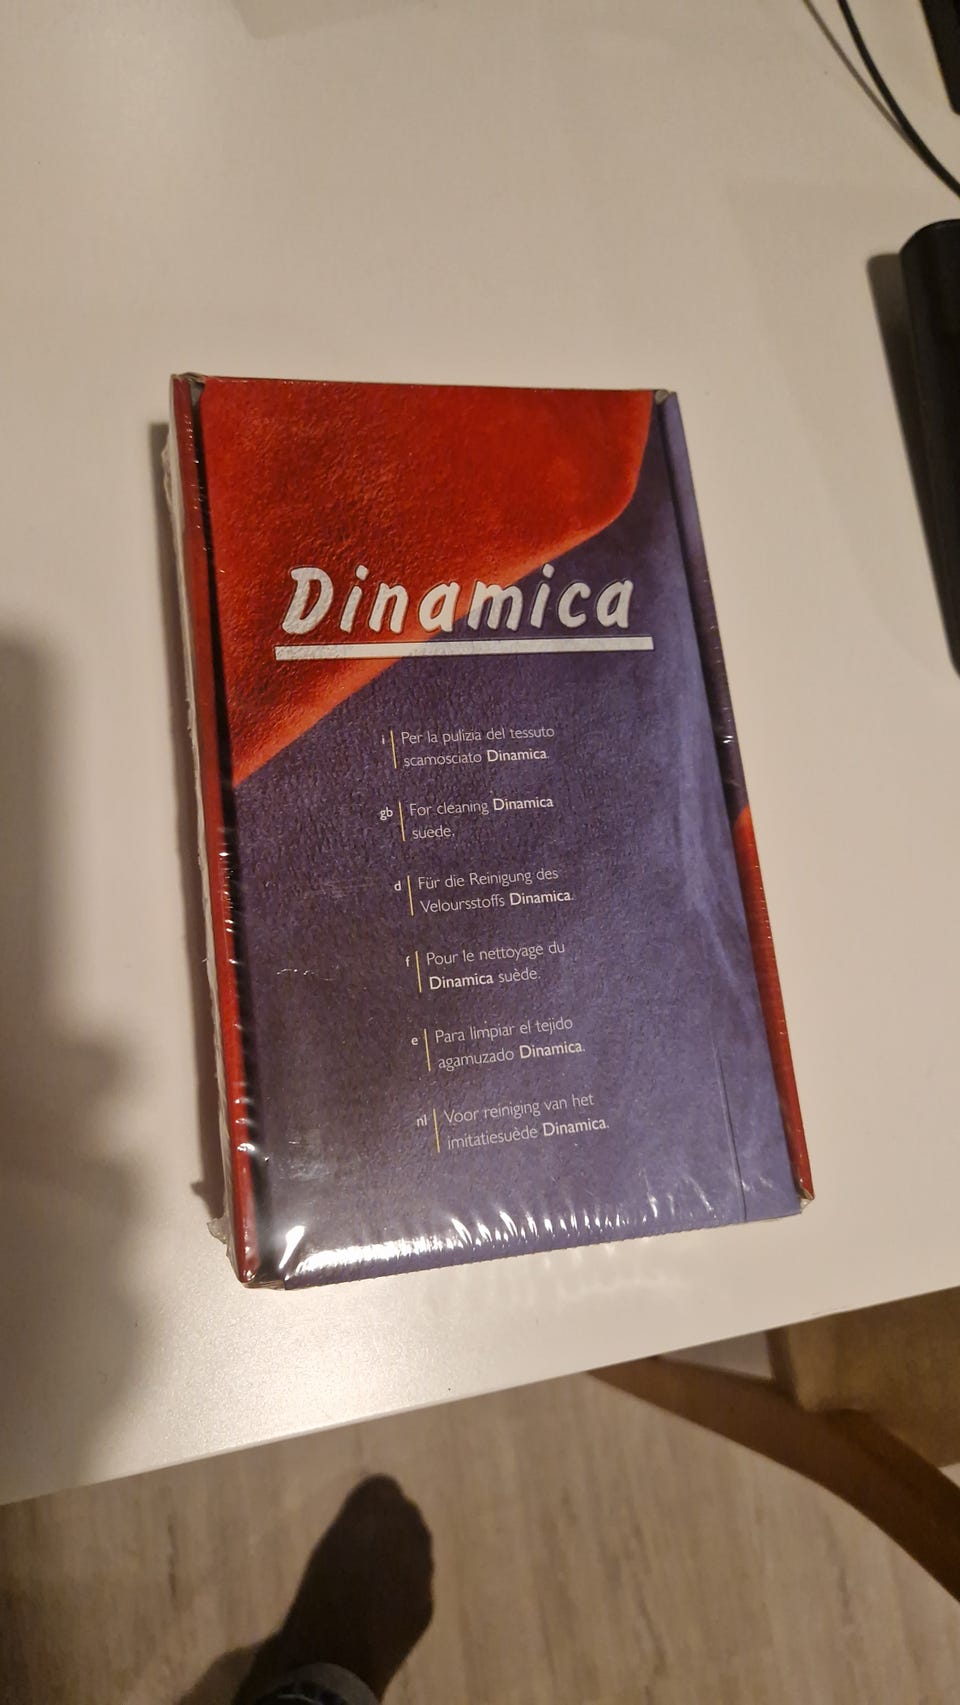 Dinamica
i
Per la pulizia del tessuto
scamosciato Dinamica.
gb
For cleaning Dinamica
suede.
d
Für die Reinigung des
Veloursstoffs Dinamica.
f
Pour le nettoyage du
Dinamica suède.
e
Para limpiar el tejido
agamuzado Dinamica.
nl
Voor reiniging van het
imitatiesuède Dinamica.